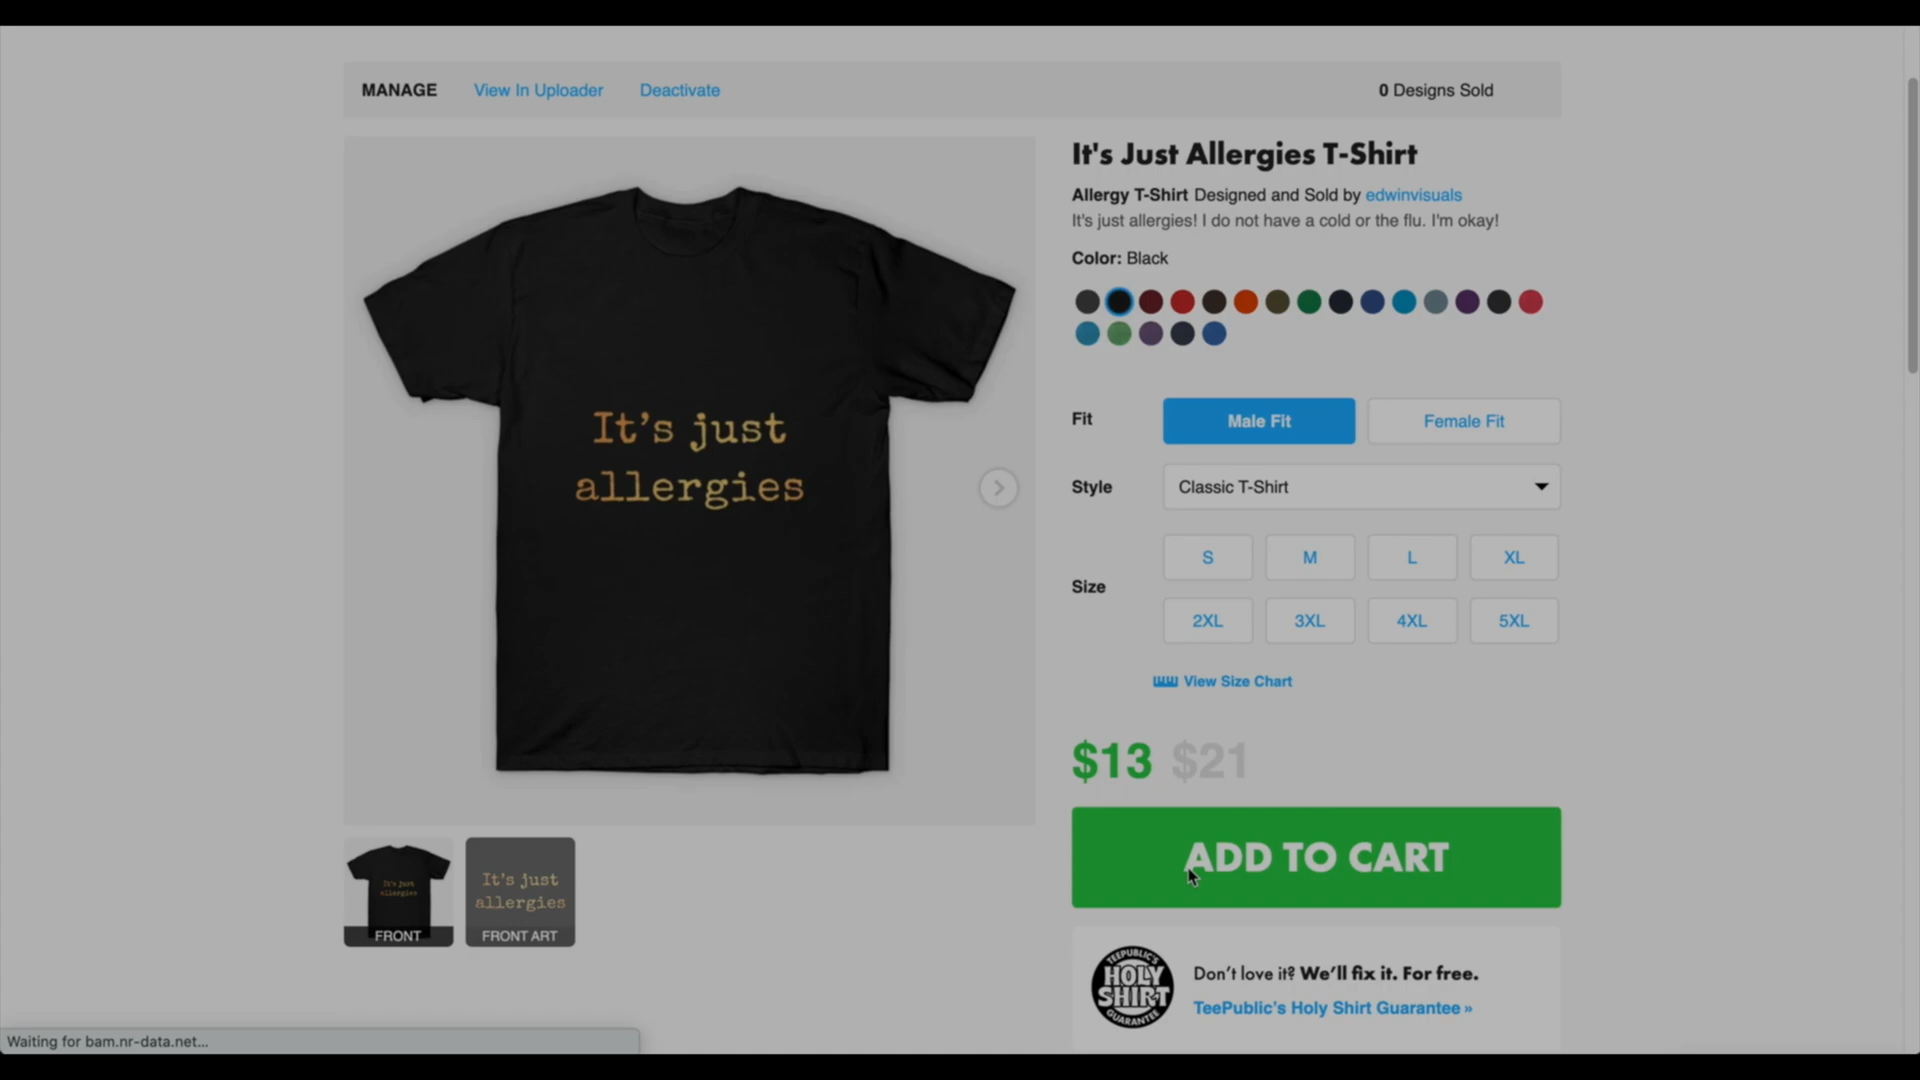 MANAGE View In Uploader Deactivate 0 Designs Sold
It's Just Allergies T-Shirt
Allergy T-Shirt Designed and Sold by edwinvisuals
It's just allergies! I do not have a cold or the flu. I'm okay!
Color: Black
It's just
allergies
Fit Male Fit Female Fit
Style Classic T-Shirt
Size
S M L XL
2XL 3XL 4XL 5XL
View Size Chart
$13 $21
ADD TO CART
It's just
allergies
FRONT
It's just
allergies
FRONT ART
TEEPUBLIC'S
HOLY
SHIRT
GUARANTEE
Don't love it? We'll fix it. For free.
TeePublic's Holy Shirt Guarantee »
Waiting for bam.nr-data.net...